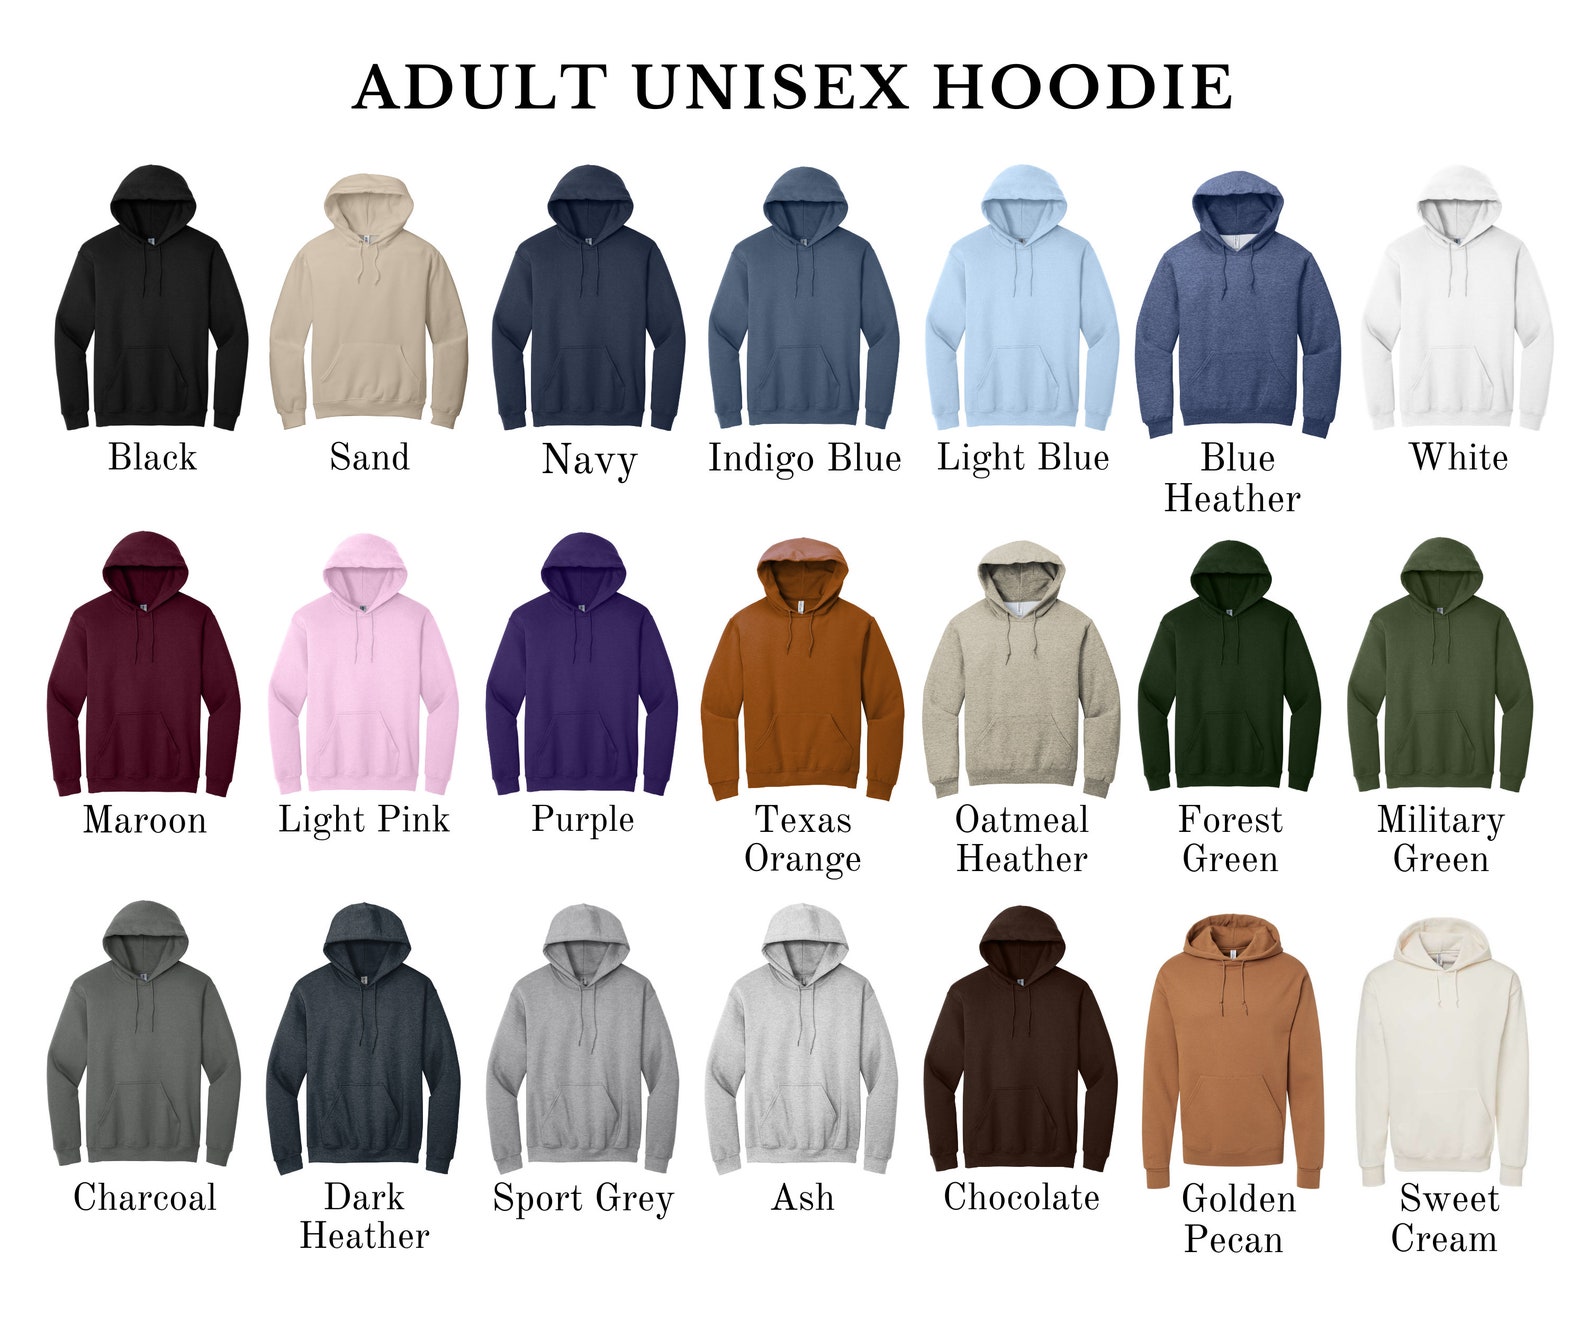 ADULT UNISEX HOODIE
Black
Sand
Navy
Indigo Blue
Light Blue
Blue
Heather
White
Maroon
Light Pink
Purple
Texas
Orange
Oatmeal
Heather
Forest
Green
Military
Green
Charcoal
Dark
Heather
Sport Grey
Ash
Chocolate
Golden
Pecan
Sweet
Cream